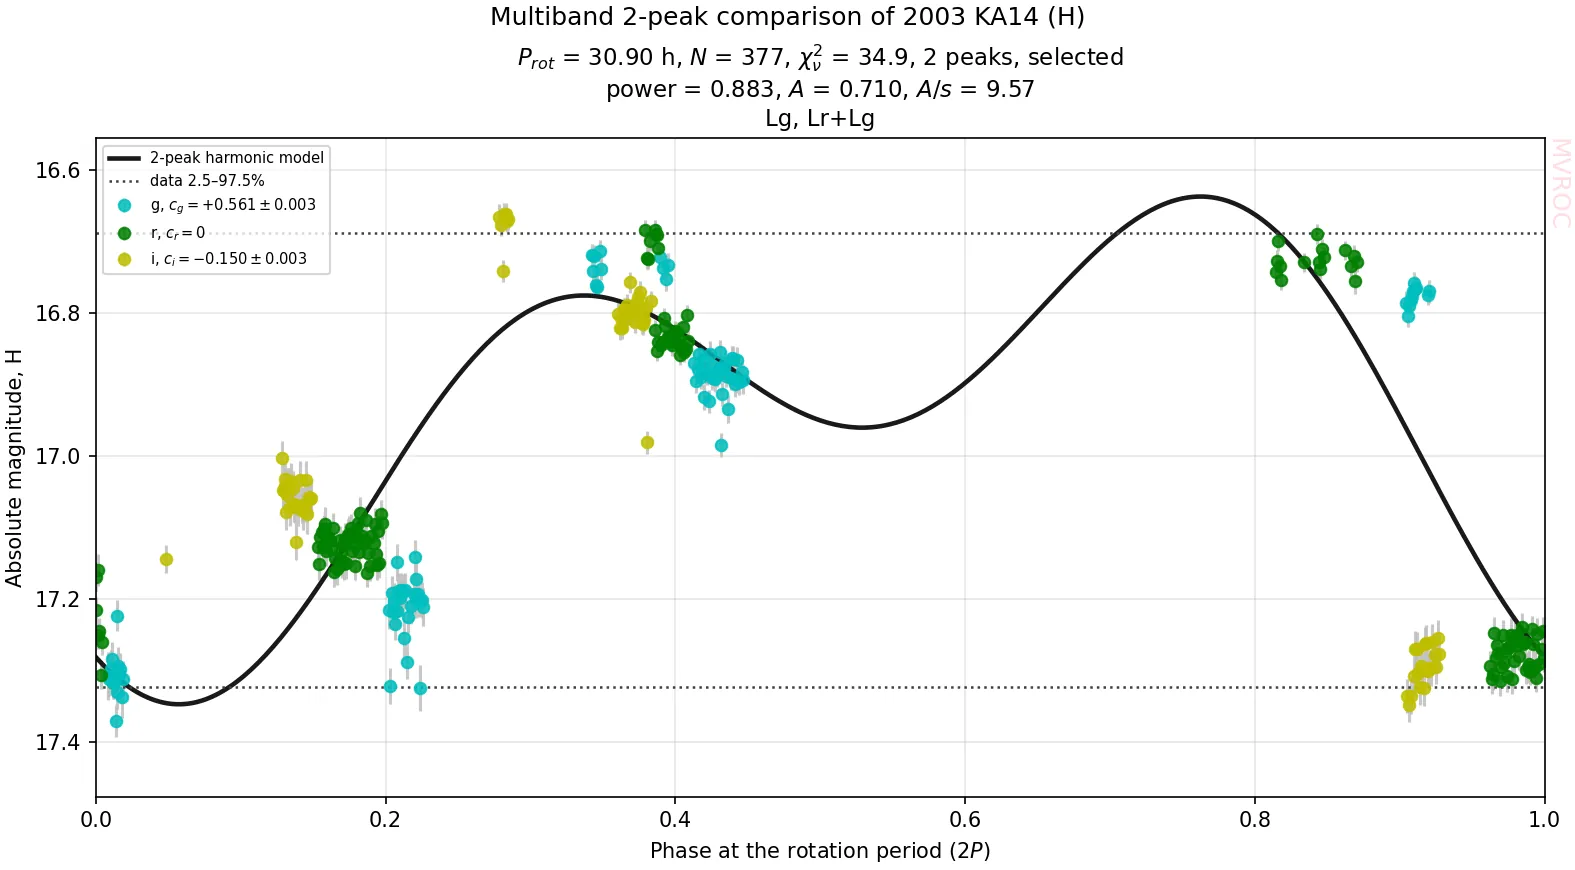 Multiband 2-peak comparison of 2003 KA14 (H)
P_rot = 30.90 h, N = 377, χ²_ν = 34.9, 2 peaks, selected
power = 0.883, A = 0.710, A/s = 9.57
Lg, Lr+Lg
2-peak harmonic model
data 2.5–97.5%
g, c_g = +0.561 ± 0.003
r, c_r = 0
i, c_i = −0.150 ± 0.003
MVROC
Absolute magnitude, H
16.6
16.8
17.0
17.2
17.4
0.0 0.2 0.4 0.6 0.8 1.0
Phase at the rotation period (2P)